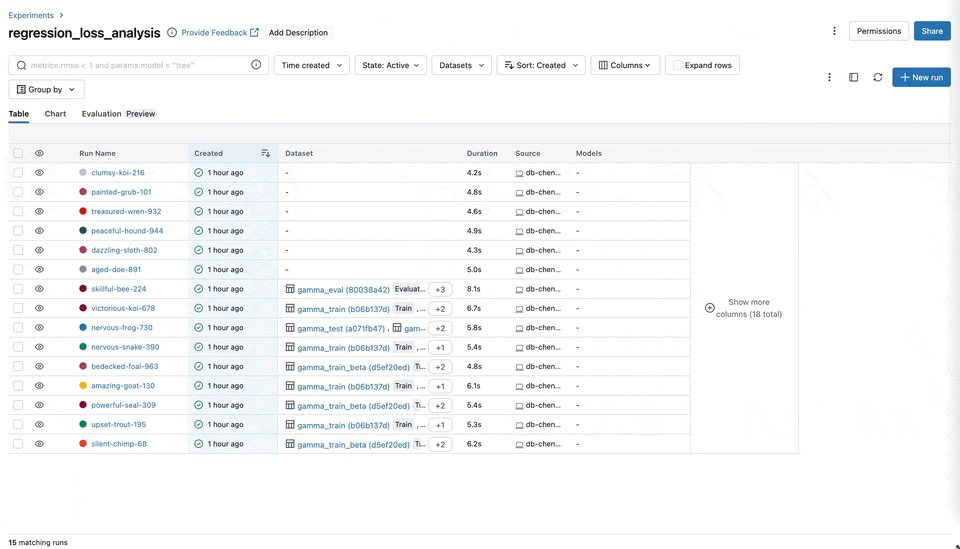 Experiments >
regression_loss_analysis Provide Feedback Add Description
Permissions Share
metrics.rmse < 1 and params.model = "tree" Time created State: Active Datasets Sort: Created Columns Expand rows
New run
Group by
Table Chart Evaluation Preview
Run Name Created Dataset Duration Source Models
clumsy-koi-216 1 hour ago - 4.2s db-chen... -
painted-grub-101 1 hour ago - 4.8s db-chen... -
treasured-wren-932 1 hour ago - 4.6s db-chen... -
peaceful-hound-944 1 hour ago - 4.9s db-chen... -
dazzling-sloth-802 1 hour ago - 4.3s db-chen... -
aged-doe-891 1 hour ago - 5.0s db-chen... -
skillful-bee-224 1 hour ago gamma_eval (80038a42) Evaluat... +3 8.1s db-chen... -
victorious-koi-678 1 hour ago gamma_train (b06b137d) Train ,... +2 6.7s db-chen... -
nervous-frog-730 1 hour ago gamma_test (a071fb47) , gam... +2 5.8s db-chen... -
nervous-snake-390 1 hour ago gamma_train (b06b137d) Train ,... +1 5.4s db-chen... -
bedecked-foal-963 1 hour ago gamma_train_beta (d5ef20ed) T... +2 4.8s db-chen... -
amazing-goat-130 1 hour ago gamma_train (b06b137d) Train ,... +1 6.1s db-chen... -
powerful-seal-309 1 hour ago gamma_train_beta (d5ef20ed) T... +2 5.4s db-chen... -
upset-trout-195 1 hour ago gamma_train (b06b137d) Train ,... +1 5.3s db-chen... -
silent-chimp-68 1 hour ago gamma_train_beta (d5ef20ed) T... +2 6.2s db-chen... -
Show more
columns (18 total)
15 matching runs